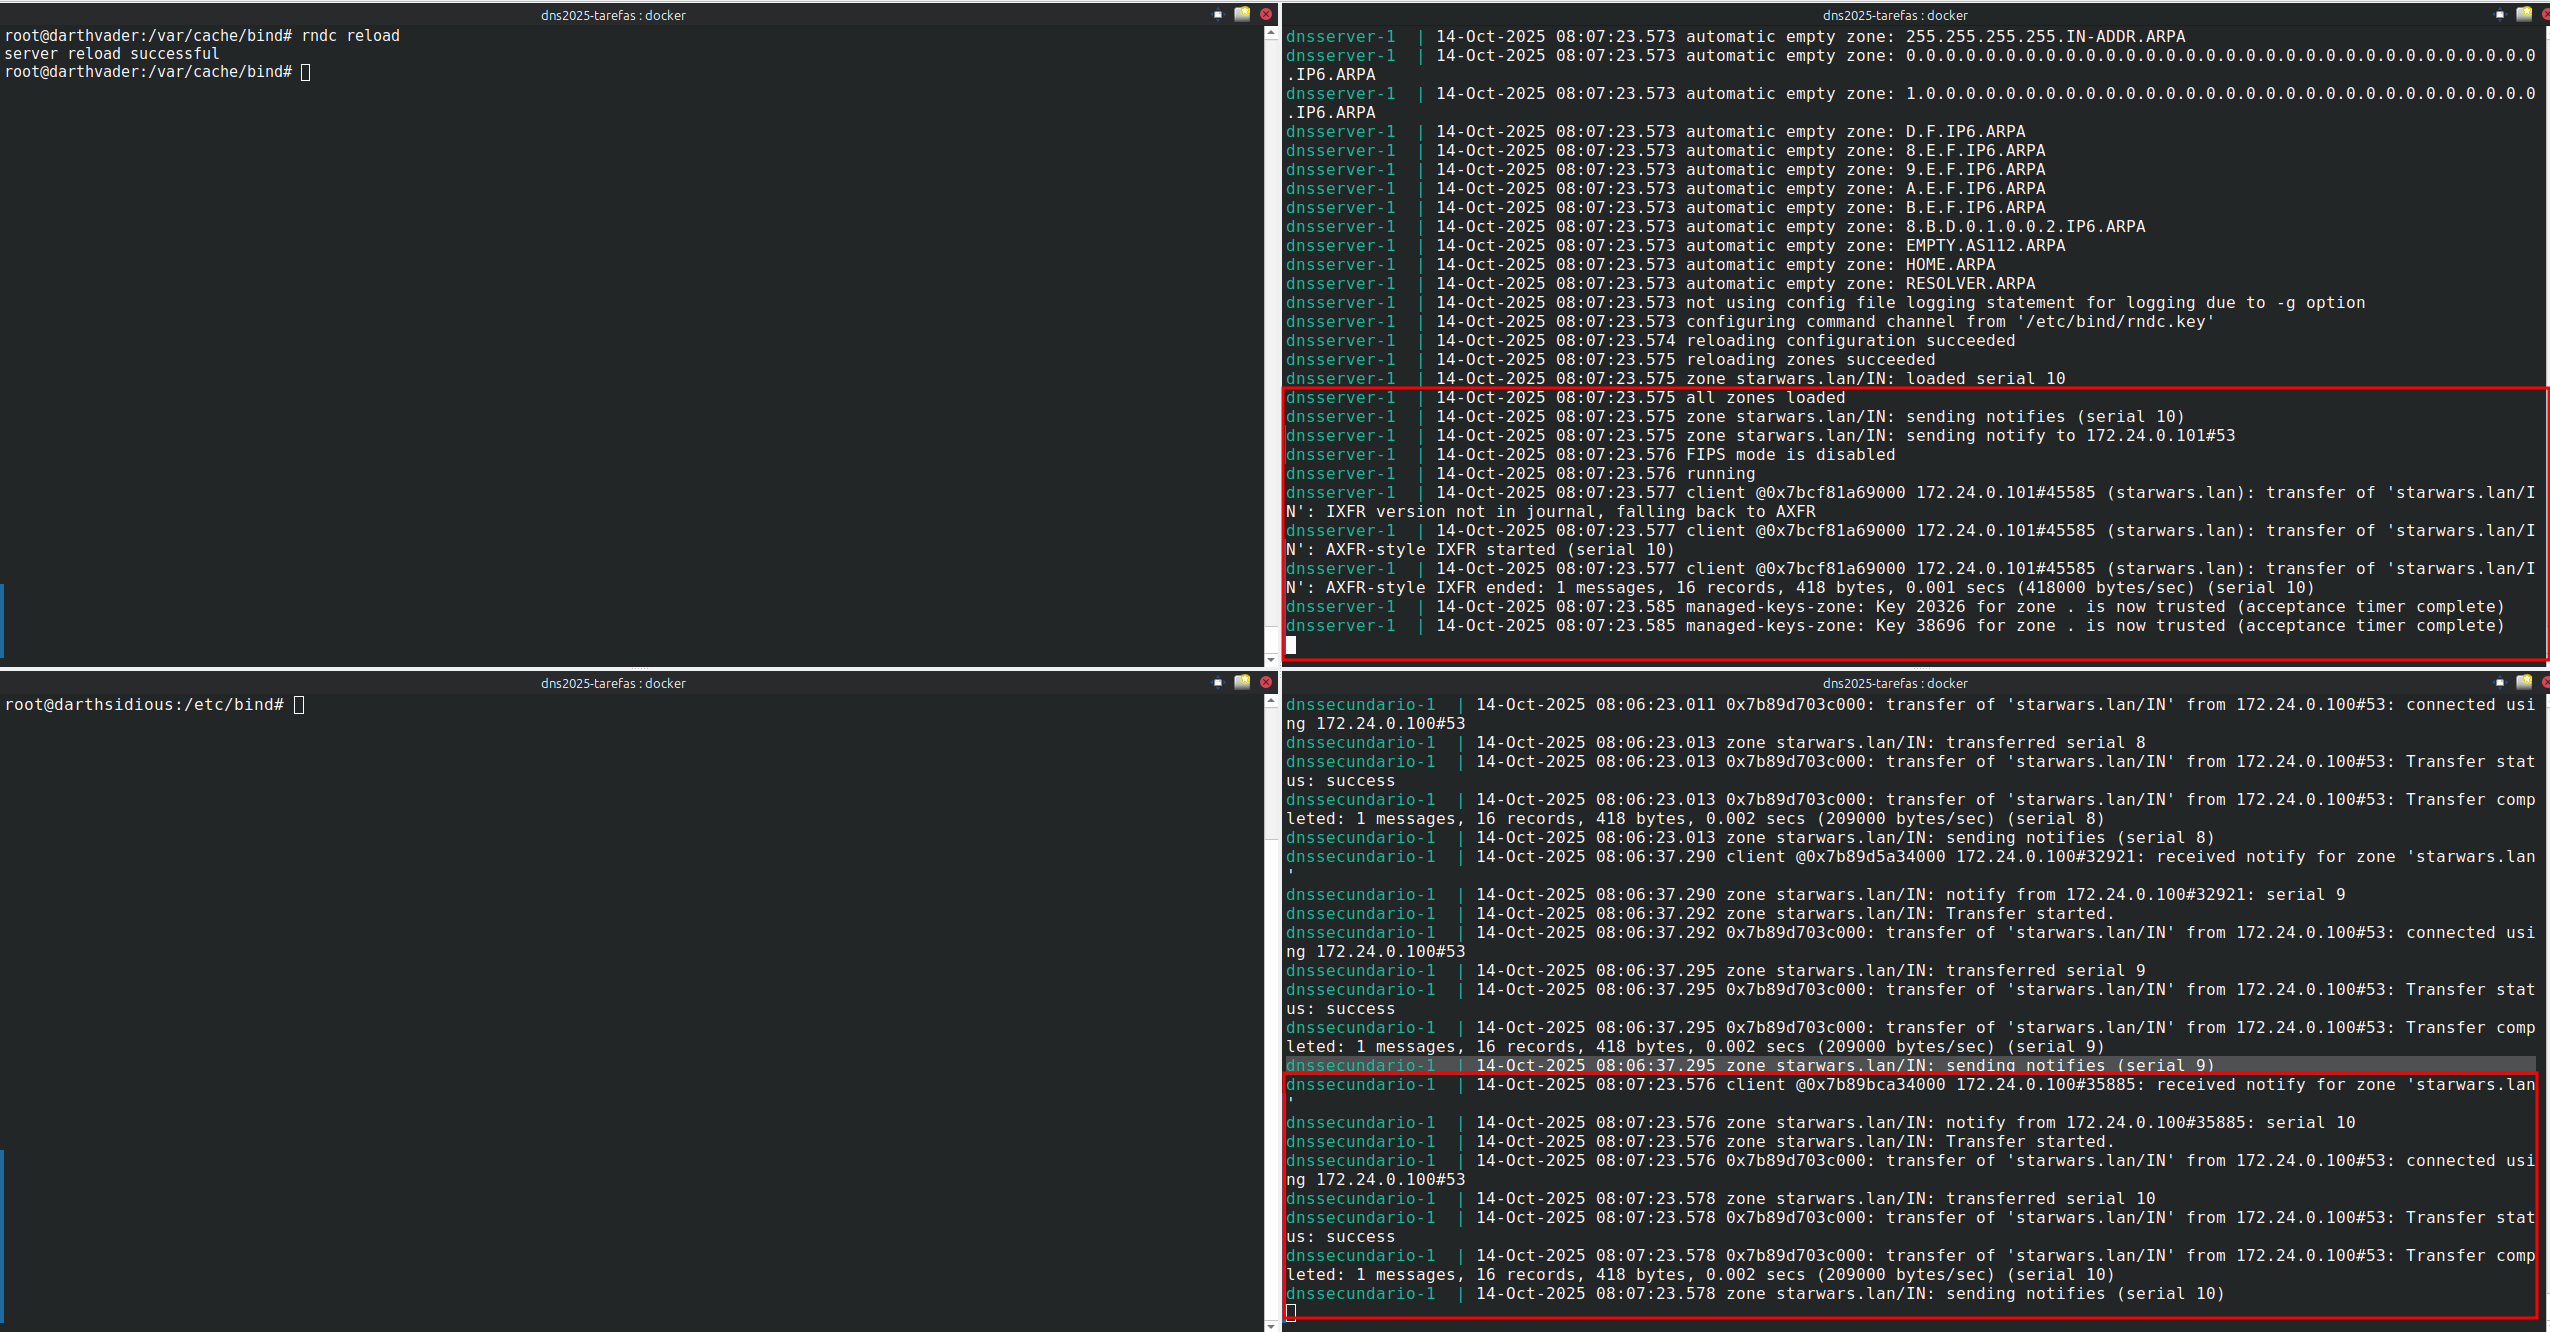 dns2025-tarefas : docker
root@darthvader:/var/cache/bind# rndc reload
server reload successful
root@darthvader:/var/cache/bind#
dns2025-tarefas : docker
dnsserver-1  | 14-Oct-2025 08:07:23.573 automatic empty zone: 255.255.255.255.IN-ADDR.ARPA
dnsserver-1  | 14-Oct-2025 08:07:23.573 automatic empty zone: 0.0.0.0.0.0.0.0.0.0.0.0.0.0.0.0.0.0.0.0.0.0.0.0.0.0.0.0.0.0.0.0
.IP6.ARPA
dnsserver-1  | 14-Oct-2025 08:07:23.573 automatic empty zone: 1.0.0.0.0.0.0.0.0.0.0.0.0.0.0.0.0.0.0.0.0.0.0.0.0.0.0.0.0.0.0.0
.IP6.ARPA
dnsserver-1  | 14-Oct-2025 08:07:23.573 automatic empty zone: D.F.IP6.ARPA
dnsserver-1  | 14-Oct-2025 08:07:23.573 automatic empty zone: 8.E.F.IP6.ARPA
dnsserver-1  | 14-Oct-2025 08:07:23.573 automatic empty zone: 9.E.F.IP6.ARPA
dnsserver-1  | 14-Oct-2025 08:07:23.573 automatic empty zone: A.E.F.IP6.ARPA
dnsserver-1  | 14-Oct-2025 08:07:23.573 automatic empty zone: B.E.F.IP6.ARPA
dnsserver-1  | 14-Oct-2025 08:07:23.573 automatic empty zone: 8.B.D.0.1.0.0.2.IP6.ARPA
dnsserver-1  | 14-Oct-2025 08:07:23.573 automatic empty zone: EMPTY.AS112.ARPA
dnsserver-1  | 14-Oct-2025 08:07:23.573 automatic empty zone: HOME.ARPA
dnsserver-1  | 14-Oct-2025 08:07:23.573 automatic empty zone: RESOLVER.ARPA
dnsserver-1  | 14-Oct-2025 08:07:23.573 not using config file logging statement for logging due to -g option
dnsserver-1  | 14-Oct-2025 08:07:23.573 configuring command channel from '/etc/bind/rndc.key'
dnsserver-1  | 14-Oct-2025 08:07:23.574 reloading configuration succeeded
dnsserver-1  | 14-Oct-2025 08:07:23.575 reloading zones succeeded
dnsserver-1  | 14-Oct-2025 08:07:23.575 zone starwars.lan/IN: loaded serial 10
dnsserver-1  | 14-Oct-2025 08:07:23.575 all zones loaded
dnsserver-1  | 14-Oct-2025 08:07:23.575 zone starwars.lan/IN: sending notifies (serial 10)
dnsserver-1  | 14-Oct-2025 08:07:23.575 zone starwars.lan/IN: sending notify to 172.24.0.101#53
dnsserver-1  | 14-Oct-2025 08:07:23.576 FIPS mode is disabled
dnsserver-1  | 14-Oct-2025 08:07:23.576 running
dnsserver-1  | 14-Oct-2025 08:07:23.577 client @0x7bcf81a69000 172.24.0.101#45585 (starwars.lan): transfer of 'starwars.lan/I
N': IXFR version not in journal, falling back to AXFR
dnsserver-1  | 14-Oct-2025 08:07:23.577 client @0x7bcf81a69000 172.24.0.101#45585 (starwars.lan): transfer of 'starwars.lan/I
N': AXFR-style IXFR started (serial 10)
dnsserver-1  | 14-Oct-2025 08:07:23.577 client @0x7bcf81a69000 172.24.0.101#45585 (starwars.lan): transfer of 'starwars.lan/I
N': AXFR-style IXFR ended: 1 messages, 16 records, 418 bytes, 0.001 secs (418000 bytes/sec) (serial 10)
dnsserver-1  | 14-Oct-2025 08:07:23.585 managed-keys-zone: Key 20326 for zone . is now trusted (acceptance timer complete)
dnsserver-1  | 14-Oct-2025 08:07:23.585 managed-keys-zone: Key 38696 for zone . is now trusted (acceptance timer complete)
dns2025-tarefas : docker
root@darthsidious:/etc/bind#
dns2025-tarefas : docker
dnssecundario-1  | 14-Oct-2025 08:06:23.011 0x7b89d703c000: transfer of 'starwars.lan/IN' from 172.24.0.100#53: connected usi
ng 172.24.0.100#53
dnssecundario-1  | 14-Oct-2025 08:06:23.013 zone starwars.lan/IN: transferred serial 8
dnssecundario-1  | 14-Oct-2025 08:06:23.013 0x7b89d703c000: transfer of 'starwars.lan/IN' from 172.24.0.100#53: Transfer stat
us: success
dnssecundario-1  | 14-Oct-2025 08:06:23.013 0x7b89d703c000: transfer of 'starwars.lan/IN' from 172.24.0.100#53: Transfer comp
leted: 1 messages, 16 records, 418 bytes, 0.002 secs (209000 bytes/sec) (serial 8)
dnssecundario-1  | 14-Oct-2025 08:06:23.013 zone starwars.lan/IN: sending notifies (serial 8)
dnssecundario-1  | 14-Oct-2025 08:06:37.290 client @0x7b89d5a34000 172.24.0.100#32921: received notify for zone 'starwars.lan
'
dnssecundario-1  | 14-Oct-2025 08:06:37.290 zone starwars.lan/IN: notify from 172.24.0.100#32921: serial 9
dnssecundario-1  | 14-Oct-2025 08:06:37.292 zone starwars.lan/IN: Transfer started.
dnssecundario-1  | 14-Oct-2025 08:06:37.292 0x7b89d703c000: transfer of 'starwars.lan/IN' from 172.24.0.100#53: connected usi
ng 172.24.0.100#53
dnssecundario-1  | 14-Oct-2025 08:06:37.295 zone starwars.lan/IN: transferred serial 9
dnssecundario-1  | 14-Oct-2025 08:06:37.295 0x7b89d703c000: transfer of 'starwars.lan/IN' from 172.24.0.100#53: Transfer stat
us: success
dnssecundario-1  | 14-Oct-2025 08:06:37.295 0x7b89d703c000: transfer of 'starwars.lan/IN' from 172.24.0.100#53: Transfer comp
leted: 1 messages, 16 records, 418 bytes, 0.002 secs (209000 bytes/sec) (serial 9)
dnssecundario-1  | 14-Oct-2025 08:06:37.295 zone starwars.lan/IN: sending notifies (serial 9)
dnssecundario-1  | 14-Oct-2025 08:07:23.576 client @0x7b89bca34000 172.24.0.100#35885: received notify for zone 'starwars.lan
'
dnssecundario-1  | 14-Oct-2025 08:07:23.576 zone starwars.lan/IN: notify from 172.24.0.100#35885: serial 10
dnssecundario-1  | 14-Oct-2025 08:07:23.576 zone starwars.lan/IN: Transfer started.
dnssecundario-1  | 14-Oct-2025 08:07:23.576 0x7b89d703c000: transfer of 'starwars.lan/IN' from 172.24.0.100#53: connected usi
ng 172.24.0.100#53
dnssecundario-1  | 14-Oct-2025 08:07:23.578 zone starwars.lan/IN: transferred serial 10
dnssecundario-1  | 14-Oct-2025 08:07:23.578 0x7b89d703c000: transfer of 'starwars.lan/IN' from 172.24.0.100#53: Transfer stat
us: success
dnssecundario-1  | 14-Oct-2025 08:07:23.578 0x7b89d703c000: transfer of 'starwars.lan/IN' from 172.24.0.100#53: Transfer comp
leted: 1 messages, 16 records, 418 bytes, 0.002 secs (209000 bytes/sec) (serial 10)
dnssecundario-1  | 14-Oct-2025 08:07:23.578 zone starwars.lan/IN: sending notifies (serial 10)